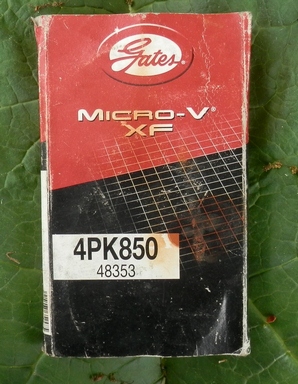 Gates
MICRO-V®
XF
4PK850
48353